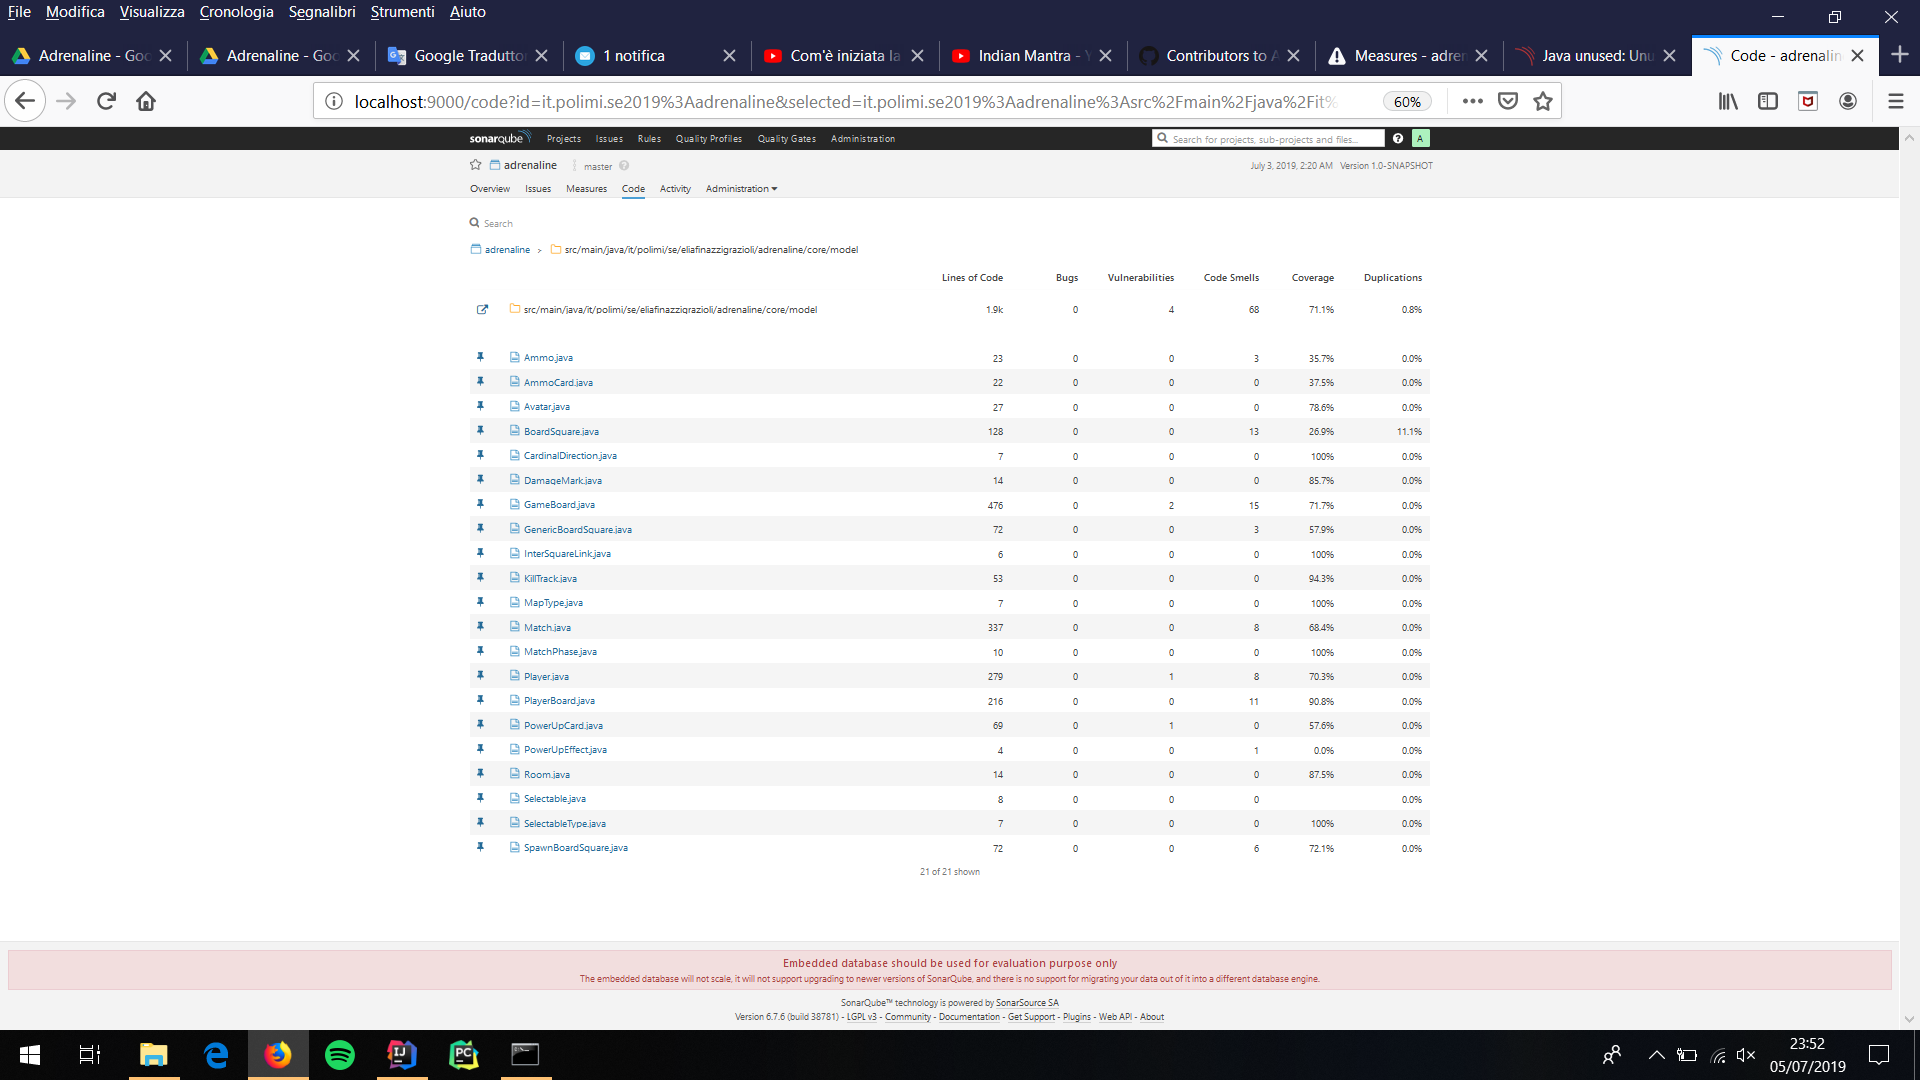 File Modifica Visualizza Cronologia Segnalibri Strumenti Aiuto
Adrenaline - Goo Adrenaline - Goo Google Tradutto 1 notifica Com'è iniziata la Indian Mantra - Y Contributors to A Measures - adren Java unused: Unu Code - adrenalin
localhost:9000/code?id=it.polimi.se2019%3Aadrenaline&selected=it.polimi.se2019%3Aadrenaline%3Asrc%2Fmain%2Fjava%2Fit% 60%
sonarqube Projects Issues Rules Quality Profiles Quality Gates Administration Search for projects, sub-projects and files... A
adrenaline master July 3, 2019, 2:20 AM Version 1.0-SNAPSHOT
Overview Issues Measures Code Activity Administration
Search
adrenaline > src/main/java/it/polimi/se/eliafinazzigrazioli/adrenaline/core/model
Lines of Code Bugs Vulnerabilities Code Smells Coverage Duplications
src/main/java/it/polimi/se/eliafinazzigrazioli/adrenaline/core/model 1.9k 0 4 68 71.1% 0.8%
Ammo.java 23 0 0 3 35.7% 0.0%
AmmoCard.java 22 0 0 0 37.5% 0.0%
Avatar.java 27 0 0 0 78.6% 0.0%
BoardSquare.java 128 0 0 13 26.9% 11.1%
CardinalDirection.java 7 0 0 0 100% 0.0%
DamageMark.java 14 0 0 0 85.7% 0.0%
GameBoard.java 476 0 2 15 71.7% 0.0%
GenericBoardSquare.java 72 0 0 3 57.9% 0.0%
InterSquareLink.java 6 0 0 0 100% 0.0%
KillTrack.java 53 0 0 0 94.3% 0.0%
MapType.java 7 0 0 0 100% 0.0%
Match.java 337 0 0 8 68.4% 0.0%
MatchPhase.java 10 0 0 0 100% 0.0%
Player.java 279 0 1 8 70.3% 0.0%
PlayerBoard.java 216 0 0 11 90.8% 0.0%
PowerUpCard.java 69 0 1 0 57.6% 0.0%
PowerUpEffect.java 4 0 0 1 0.0% 0.0%
Room.java 14 0 0 0 87.5% 0.0%
Selectable.java 8 0 0 0 0.0%
SelectableType.java 7 0 0 0 100% 0.0%
SpawnBoardSquare.java 72 0 0 6 72.1% 0.0%
21 of 21 shown
Embedded database should be used for evaluation purpose only
The embedded database will not scale, it will not support upgrading to newer versions of SonarQube, and there is no support for migrating your data out of it into a different database engine.
SonarQube™ technology is powered by SonarSource SA
Version 6.7.6 (build 38781) - LGPL v3 - Community - Documentation - Get Support - Plugins - Web API - About
23:52
05/07/2019